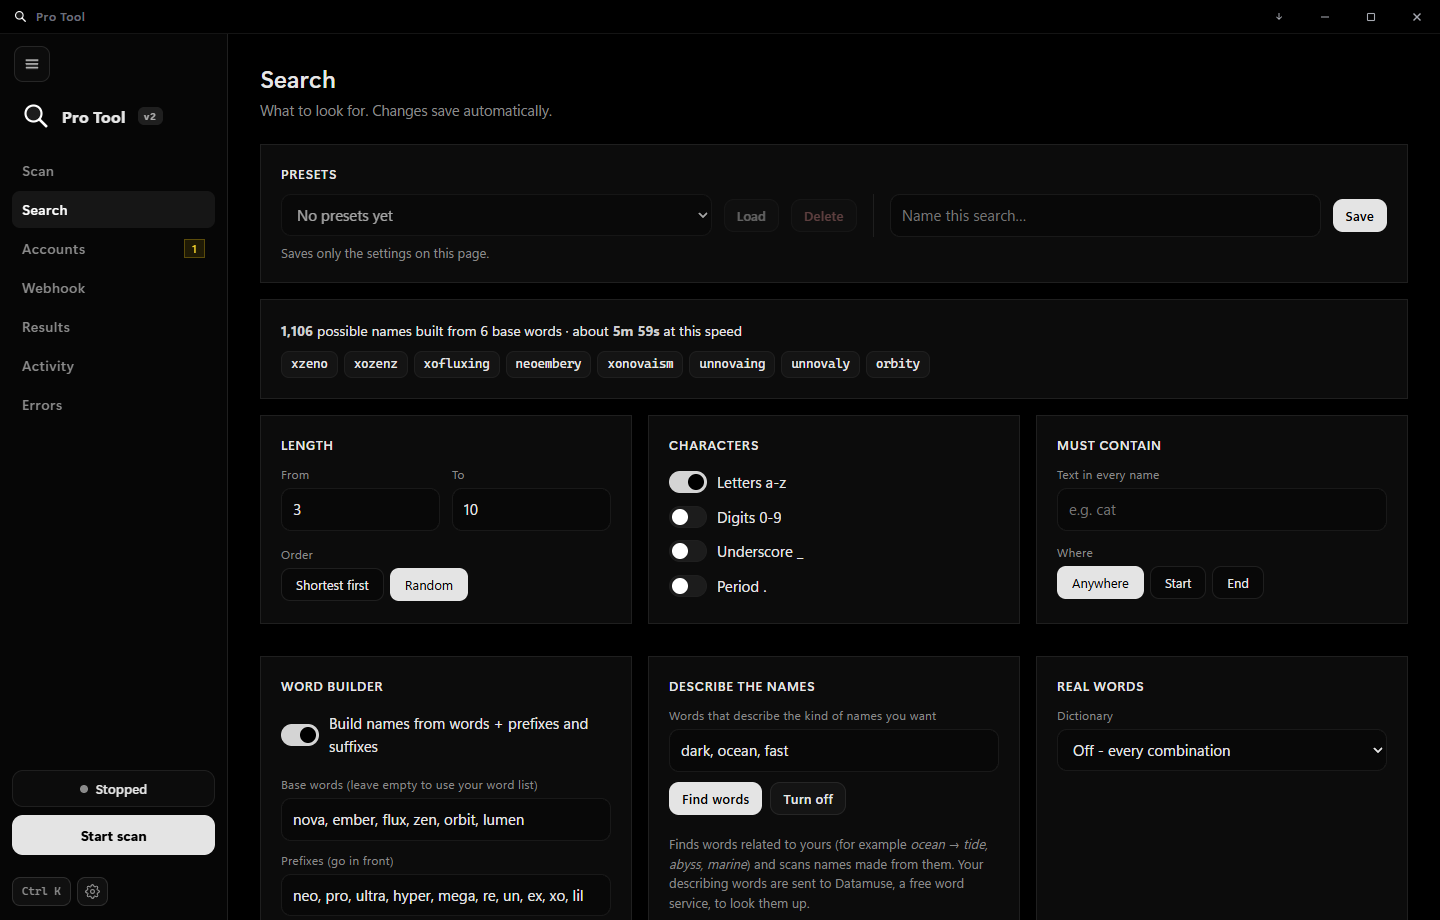 Pro Tool
Pro Tool v2
Scan
Search
Accounts 1
Webhook
Results
Activity
Errors
Stopped
Start scan
Ctrl K
Search
What to look for. Changes save automatically.
PRESETS
No presets yet
Load
Delete
Name this search...
Save
Saves only the settings on this page.
1,106 possible names built from 6 base words · about 5m 59s at this speed
xzeno xozenz xofluxing neoembery xonovaism unnovaing unnovaly orbity
LENGTH
From To
3 10
Order
Shortest first Random
CHARACTERS
Letters a-z
Digits 0-9
Underscore _
Period .
MUST CONTAIN
Text in every name
e.g. cat
Where
Anywhere Start End
WORD BUILDER
Build names from words + prefixes and
suffixes
Base words (leave empty to use your word list)
nova, ember, flux, zen, orbit, lumen
Prefixes (go in front)
neo, pro, ultra, hyper, mega, re, un, ex, xo, lil
DESCRIBE THE NAMES
Words that describe the kind of names you want
dark, ocean, fast
Find words Turn off
Finds words related to yours (for example ocean → tide,
abyss, marine) and scans names made from them. Your
describing words are sent to Datamuse, a free word
service, to look them up.
REAL WORDS
Dictionary
Off - every combination